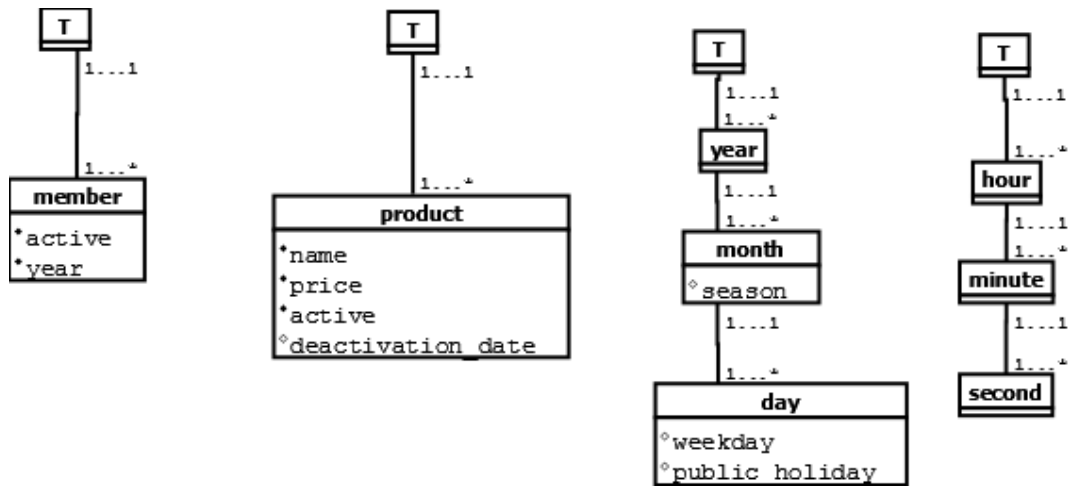 T
1...1
1...*
member
*active
*year
T
1...1
1...*
product
*name
*price
*active
◇deactivation_date
T
1...1
1...*
year
1...1
1...*
month
◇season
1...1
1...*
day
◇weekday
◇public holiday
T
1...1
1...*
hour
1...1
1...*
minute
1...1
1...*
second